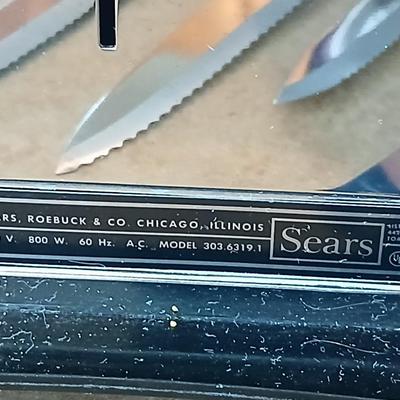 RS, ROEBUCK & CO. CHICAGO, ILLINOIS
V. 800 W. 60 Hz. A.C. MODEL 303.6319.1
Sears